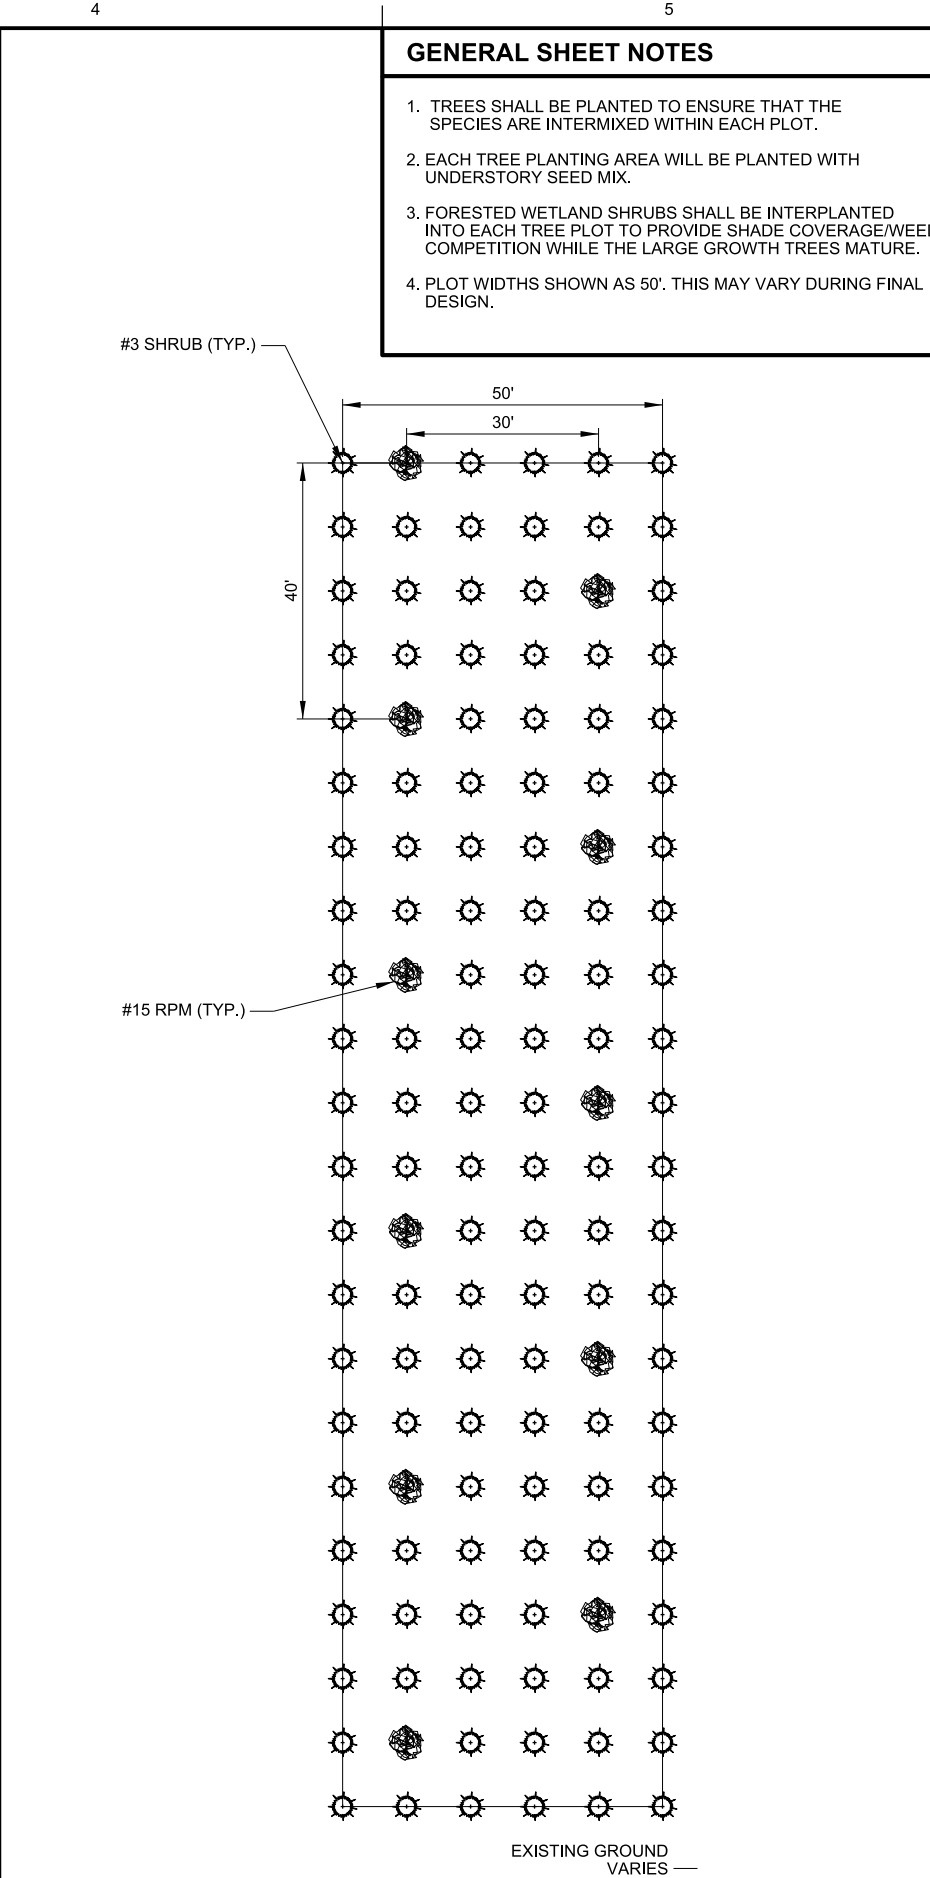 4
5
GENERAL SHEET NOTES
1. TREES SHALL BE PLANTED TO ENSURE THAT THE
SPECIES ARE INTERMIXED WITHIN EACH PLOT.
2. EACH TREE PLANTING AREA WILL BE PLANTED WITH
UNDERSTORY SEED MIX.
3. FORESTED WETLAND SHRUBS SHALL BE INTERPLANTED
INTO EACH TREE PLOT TO PROVIDE SHADE COVERAGE/WEE
COMPETITION WHILE THE LARGE GROWTH TREES MATURE.
4. PLOT WIDTHS SHOWN AS 50'. THIS MAY VARY DURING FINAL
DESIGN.
#3 SHRUB (TYP.)
50'
30'
40'
#15 RPM (TYP.)
EXISTING GROUND
VARIES